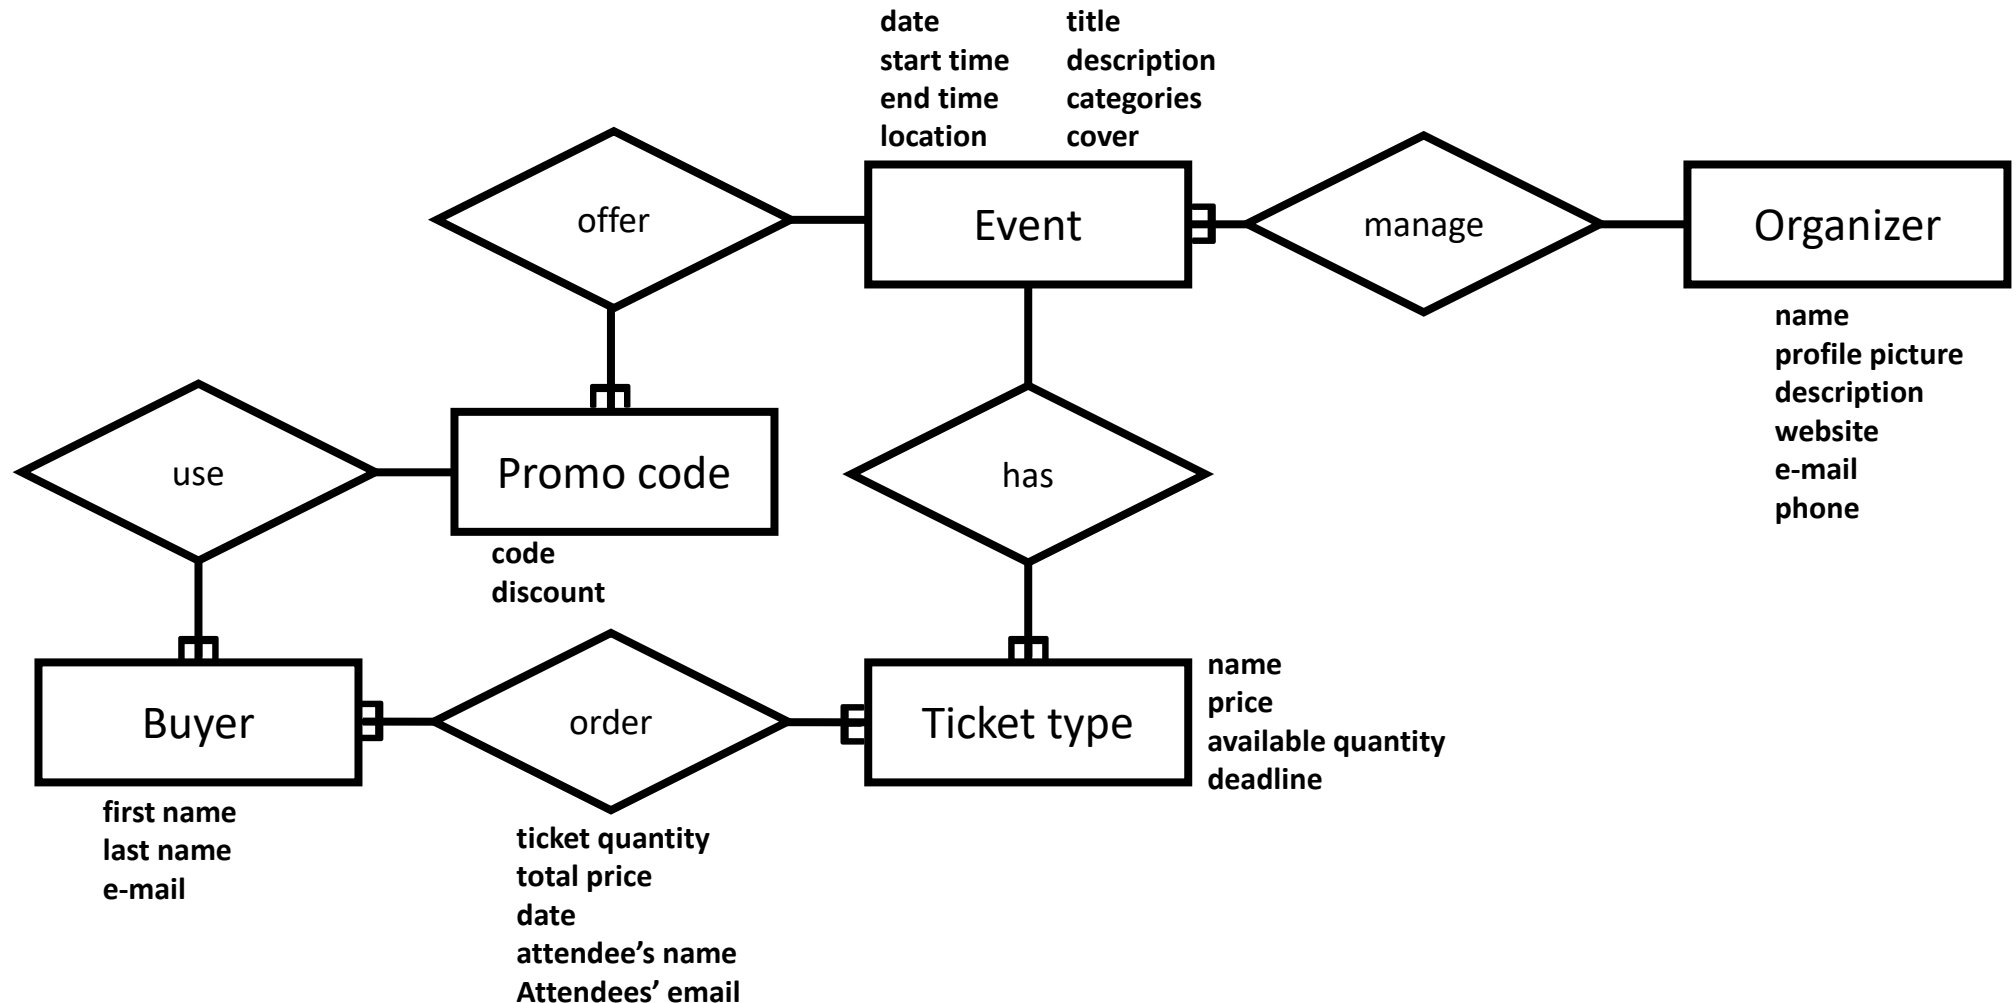 date
start time
end time
location
title
description
categories
cover
offer
Event
manage
Organizer
name
profile picture
description
website
e-mail
phone
use
Promo code
has
code
discount
Buyer
order
Ticket type
name
price
available quantity
deadline
first name
last name
e-mail
ticket quantity
total price
date
attendee’s name
Attendees’ email